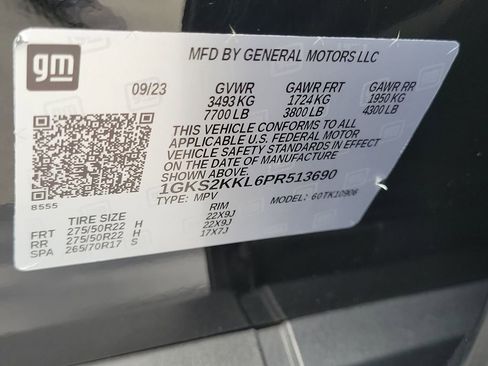 gm
MFD BY GENERAL MOTORS LLC
09/23 GVWR GAWR FRT GAWR RR
3493 KG 1724 KG 1950 KG
7700 LB 3800 LB 4300 LB
THIS VEHICLE CONFORMS TO ALL
APPLICABLE U.S. FEDERAL MOTOR
VEHICLE SAFETY STANDARDS IN EFFECT
ON THE DATE OF MANUFACTURE
SHOWN ABOVE.
1GKS2KKL6PR513690
8555 TYPE: MPV MODEL: 60TK10906
TIRE SIZE RIM
FRT 275/50R22 H 22X9J
RR 275/50R22 H 22X9J
SPA 265/70R17 S 17X7J